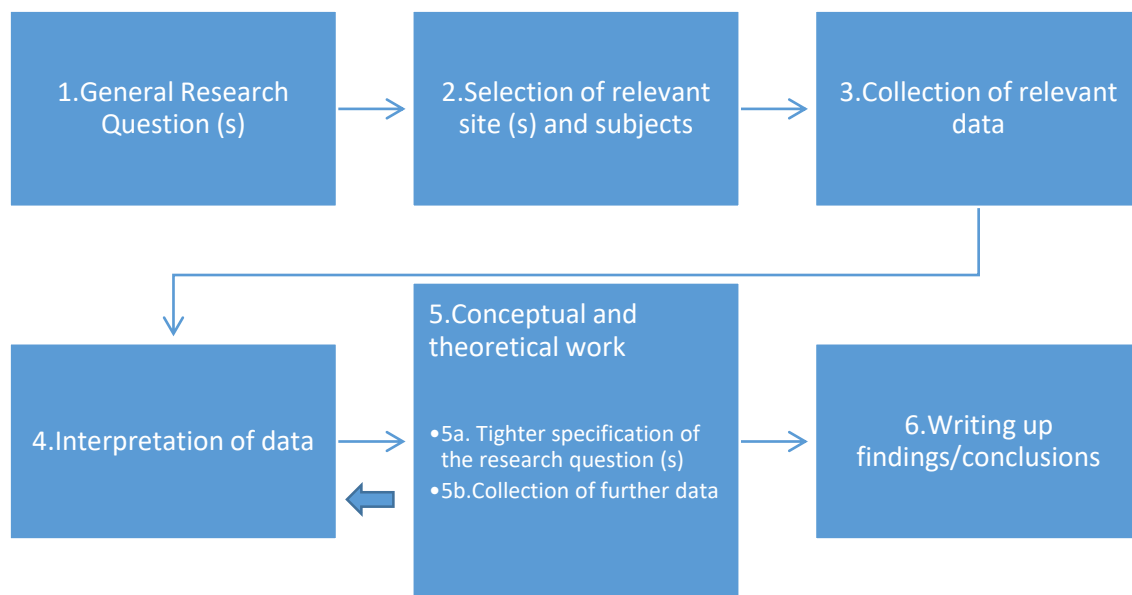 1.General Research
Question (s)
2.Selection of relevant
site (s) and subjects
3.Collection of relevant
data
4.Interpretation of data
5.Conceptual and
theoretical work
•5a. Tighter specification of
the research question (s)
•5b.Collection of further data
6.Writing up
findings/conclusions